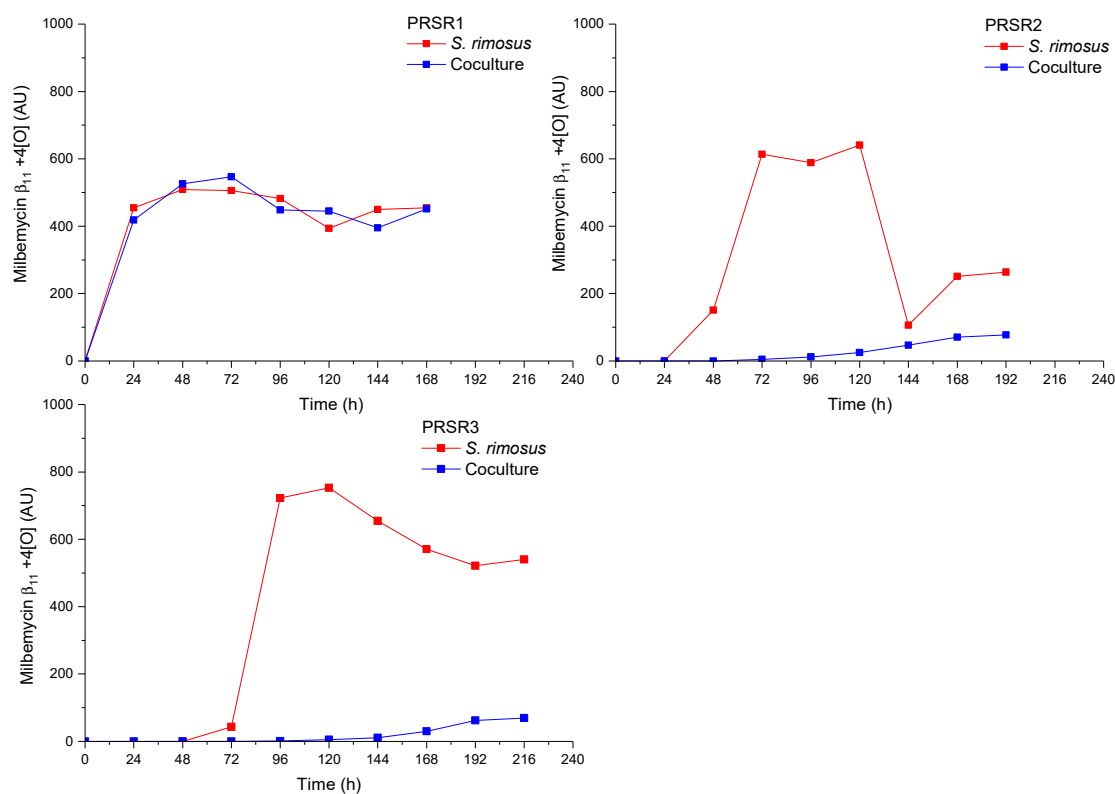 PRSR1
S. rimosus
Coculture
Milbemycin β11 +4[O] (AU)
1000
800
600
400
200
0
0 24 48 72 96 120 144 168 192 216 240
Time (h)
PRSR2
S. rimosus
Coculture
Milbemycin β11 +4[O] (AU)
1000
800
600
400
200
0
0 24 48 72 96 120 144 168 192 216 240
Time (h)
PRSR3
S. rimosus
Coculture
Milbemycin β11 +4[O] (AU)
1000
800
600
400
200
0
0 24 48 72 96 120 144 168 192 216 240
Time (h)